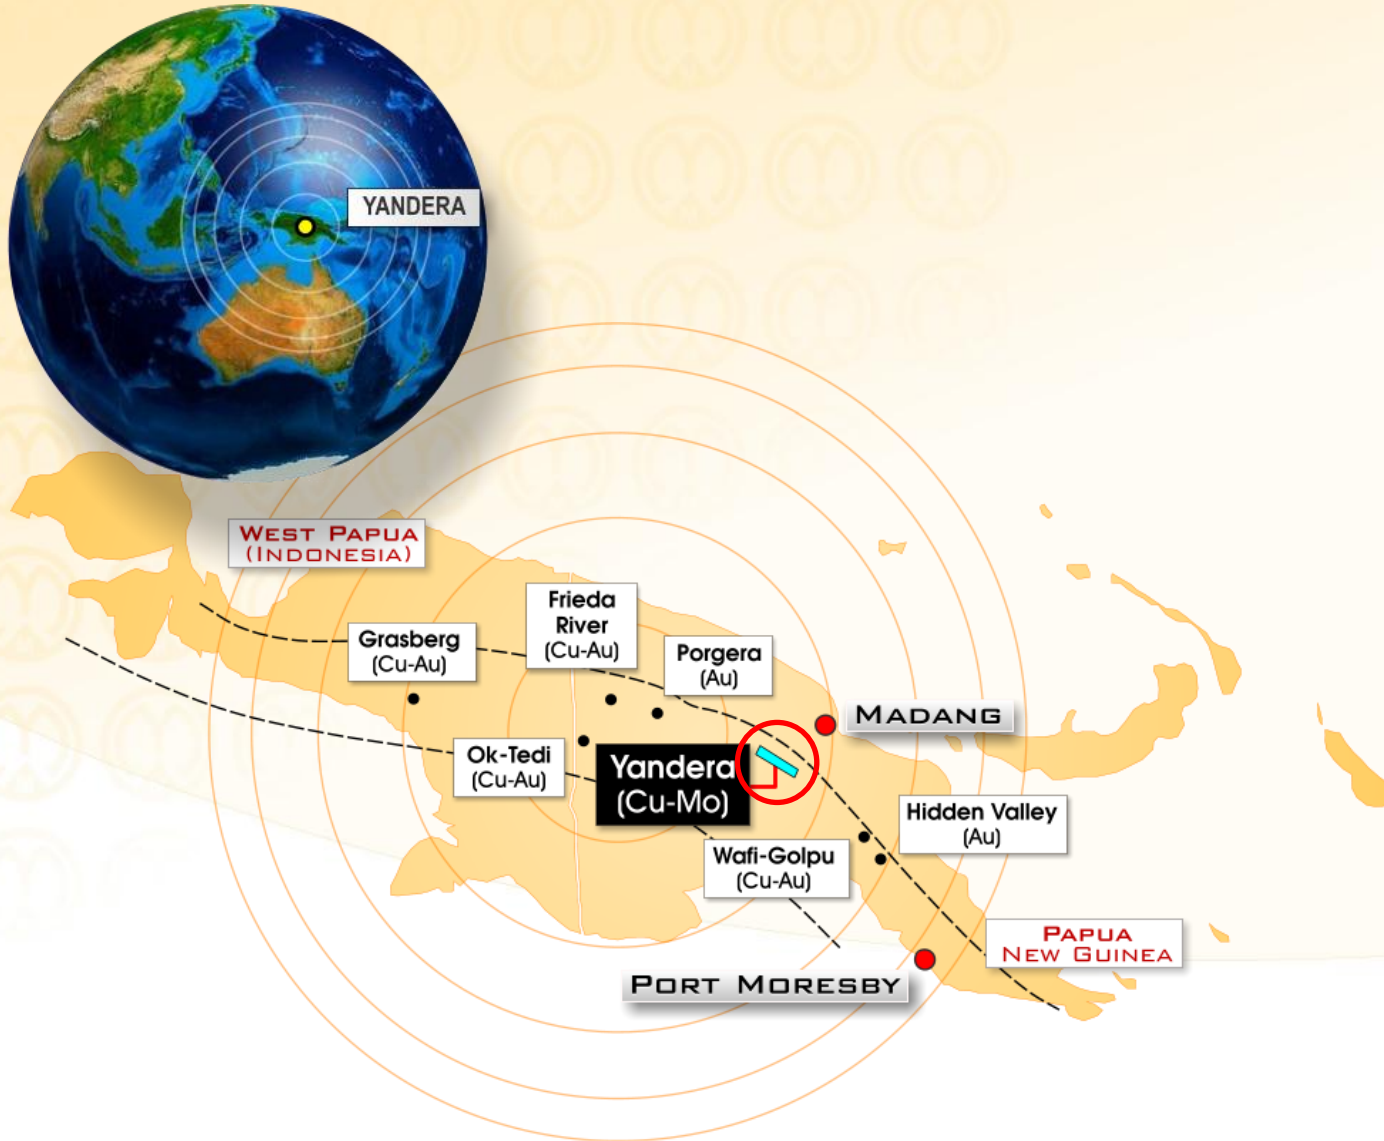 YANDERA
WEST PAPUA
(INDONESIA)
Frieda
River
(Cu-Au)
Grasberg
(Cu-Au)
Porgera
(Au)
MADANG
Ok-Tedi
(Cu-Au)
Yandera
(Cu-Mo)
Hidden Valley
(Au)
Wafi-Golpu
(Cu-Au)
PAPUA
NEW GUINEA
PORT MORESBY